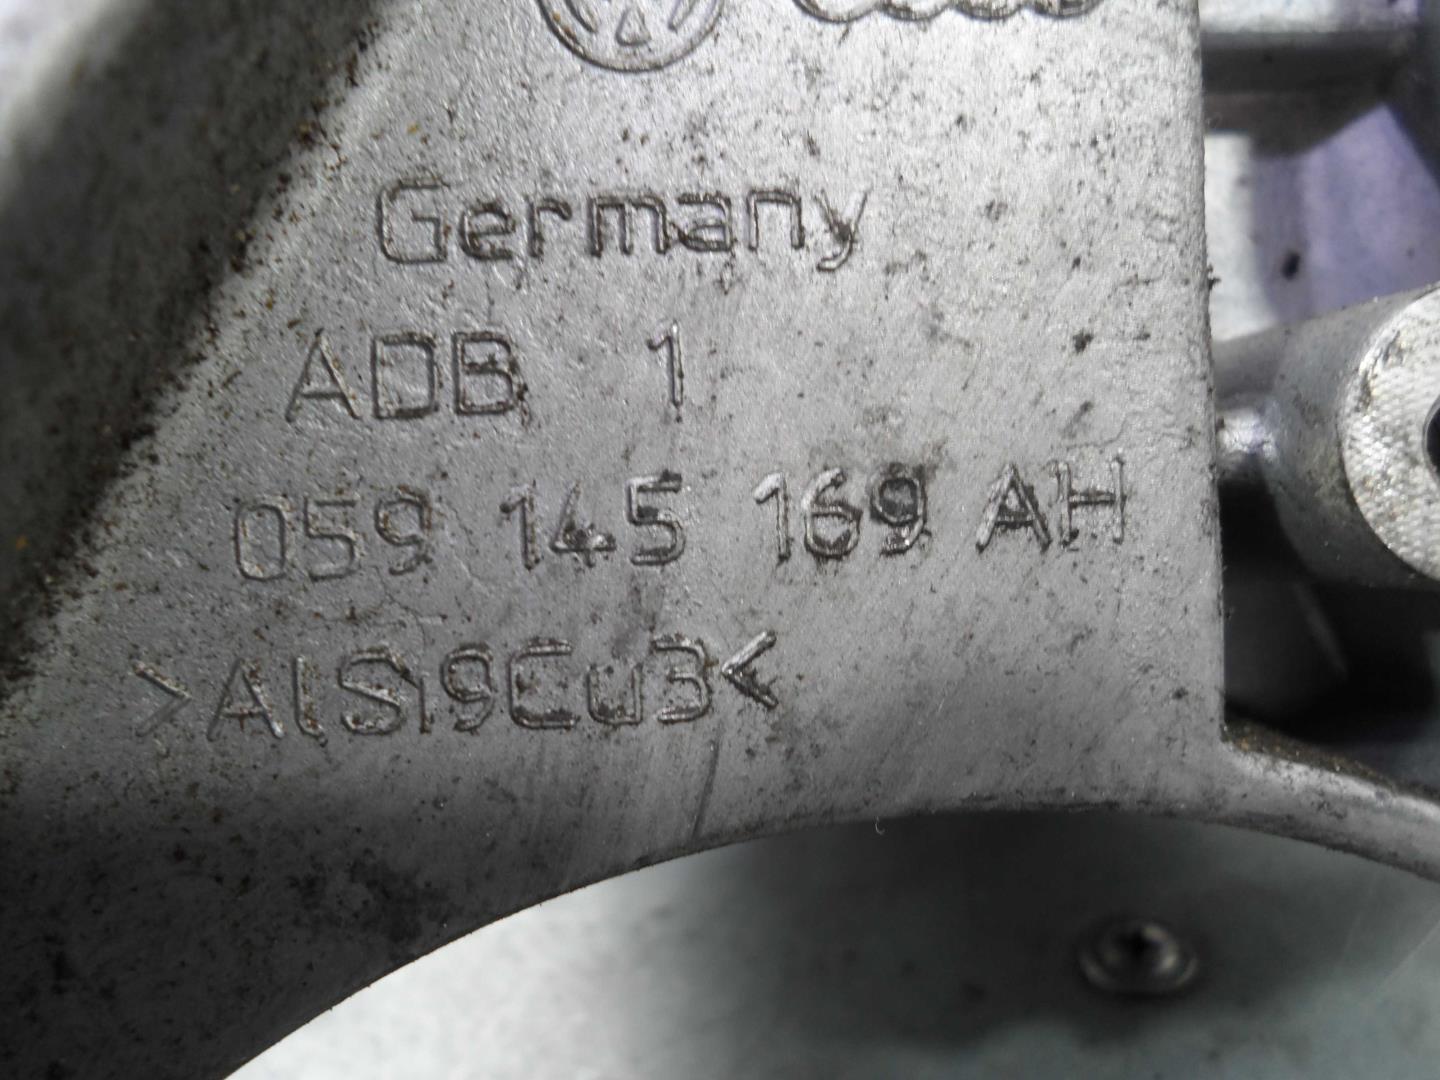 Germany
ADB 1
059 145 169 AH
>AlSi9Cu3<